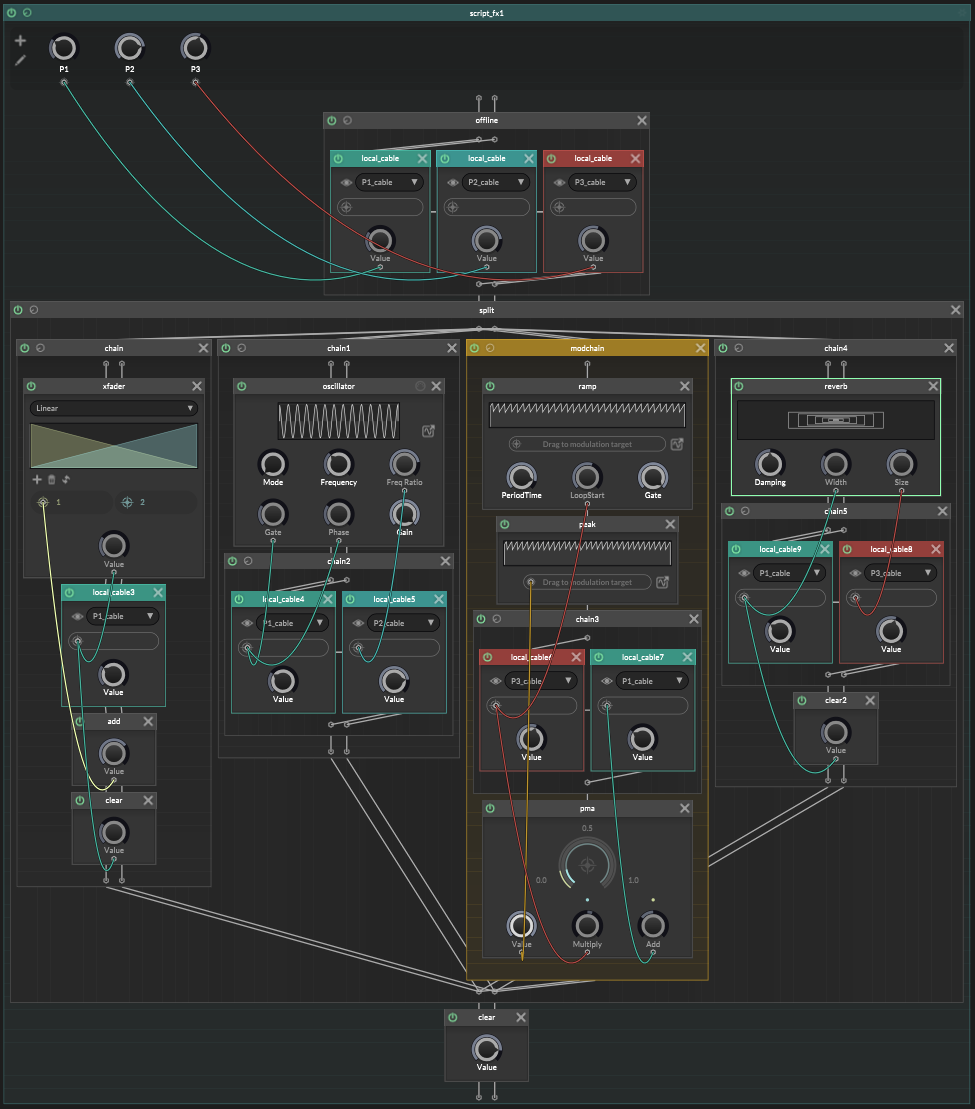 script_fx1
P1
P2
P3
offline
local_cable
local_cable
local_cable
P1_cable
P2_cable
P3_cable
Value
Value
Value
split
chain
chain1
modchain
chain4
xfader
Linear
1
2
Value
local_cable3
P1_cable
Value
add
Value
clear
Value
oscillator
Mode
Frequency
Freq Ratio
Gate
Phase
Gain
chain2
local_cable4
local_cable5
P1_cable
P2_cable
Value
Value
ramp
Drag to modulation target
PeriodTime
LoopStart
Gate
peak
Drag to modulation target
chain3
local_cable6
local_cable7
P3_cable
P1_cable
Value
Value
pma
0.5
0.0
1.0
Value
Multiply
Add
reverb
Damping
Width
Size
chain5
local_cable9
local_cable8
P1_cable
P3_cable
Value
Value
clear2
Value
clear
Value